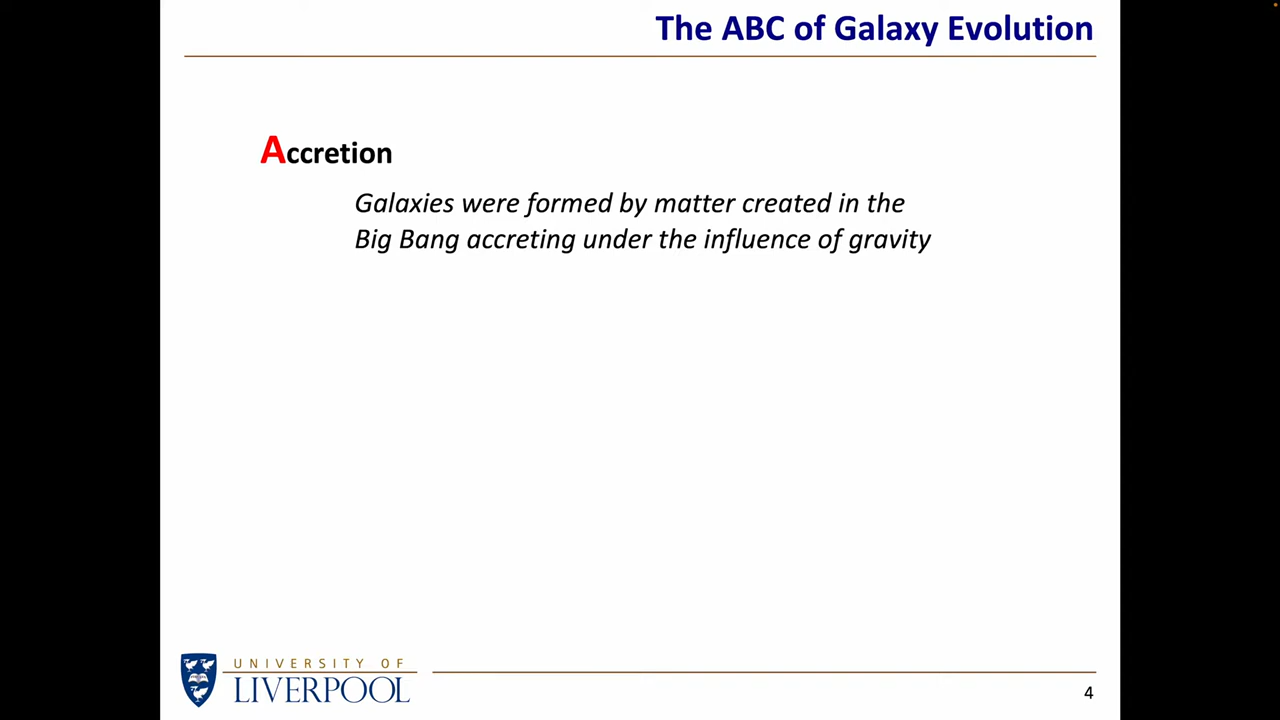 The ABC of Galaxy Evolution
Accretion
Galaxies were formed by matter created in the
Big Bang accreting under the influence of gravity
UNIVERSITY OF
LIVERPOOL
4